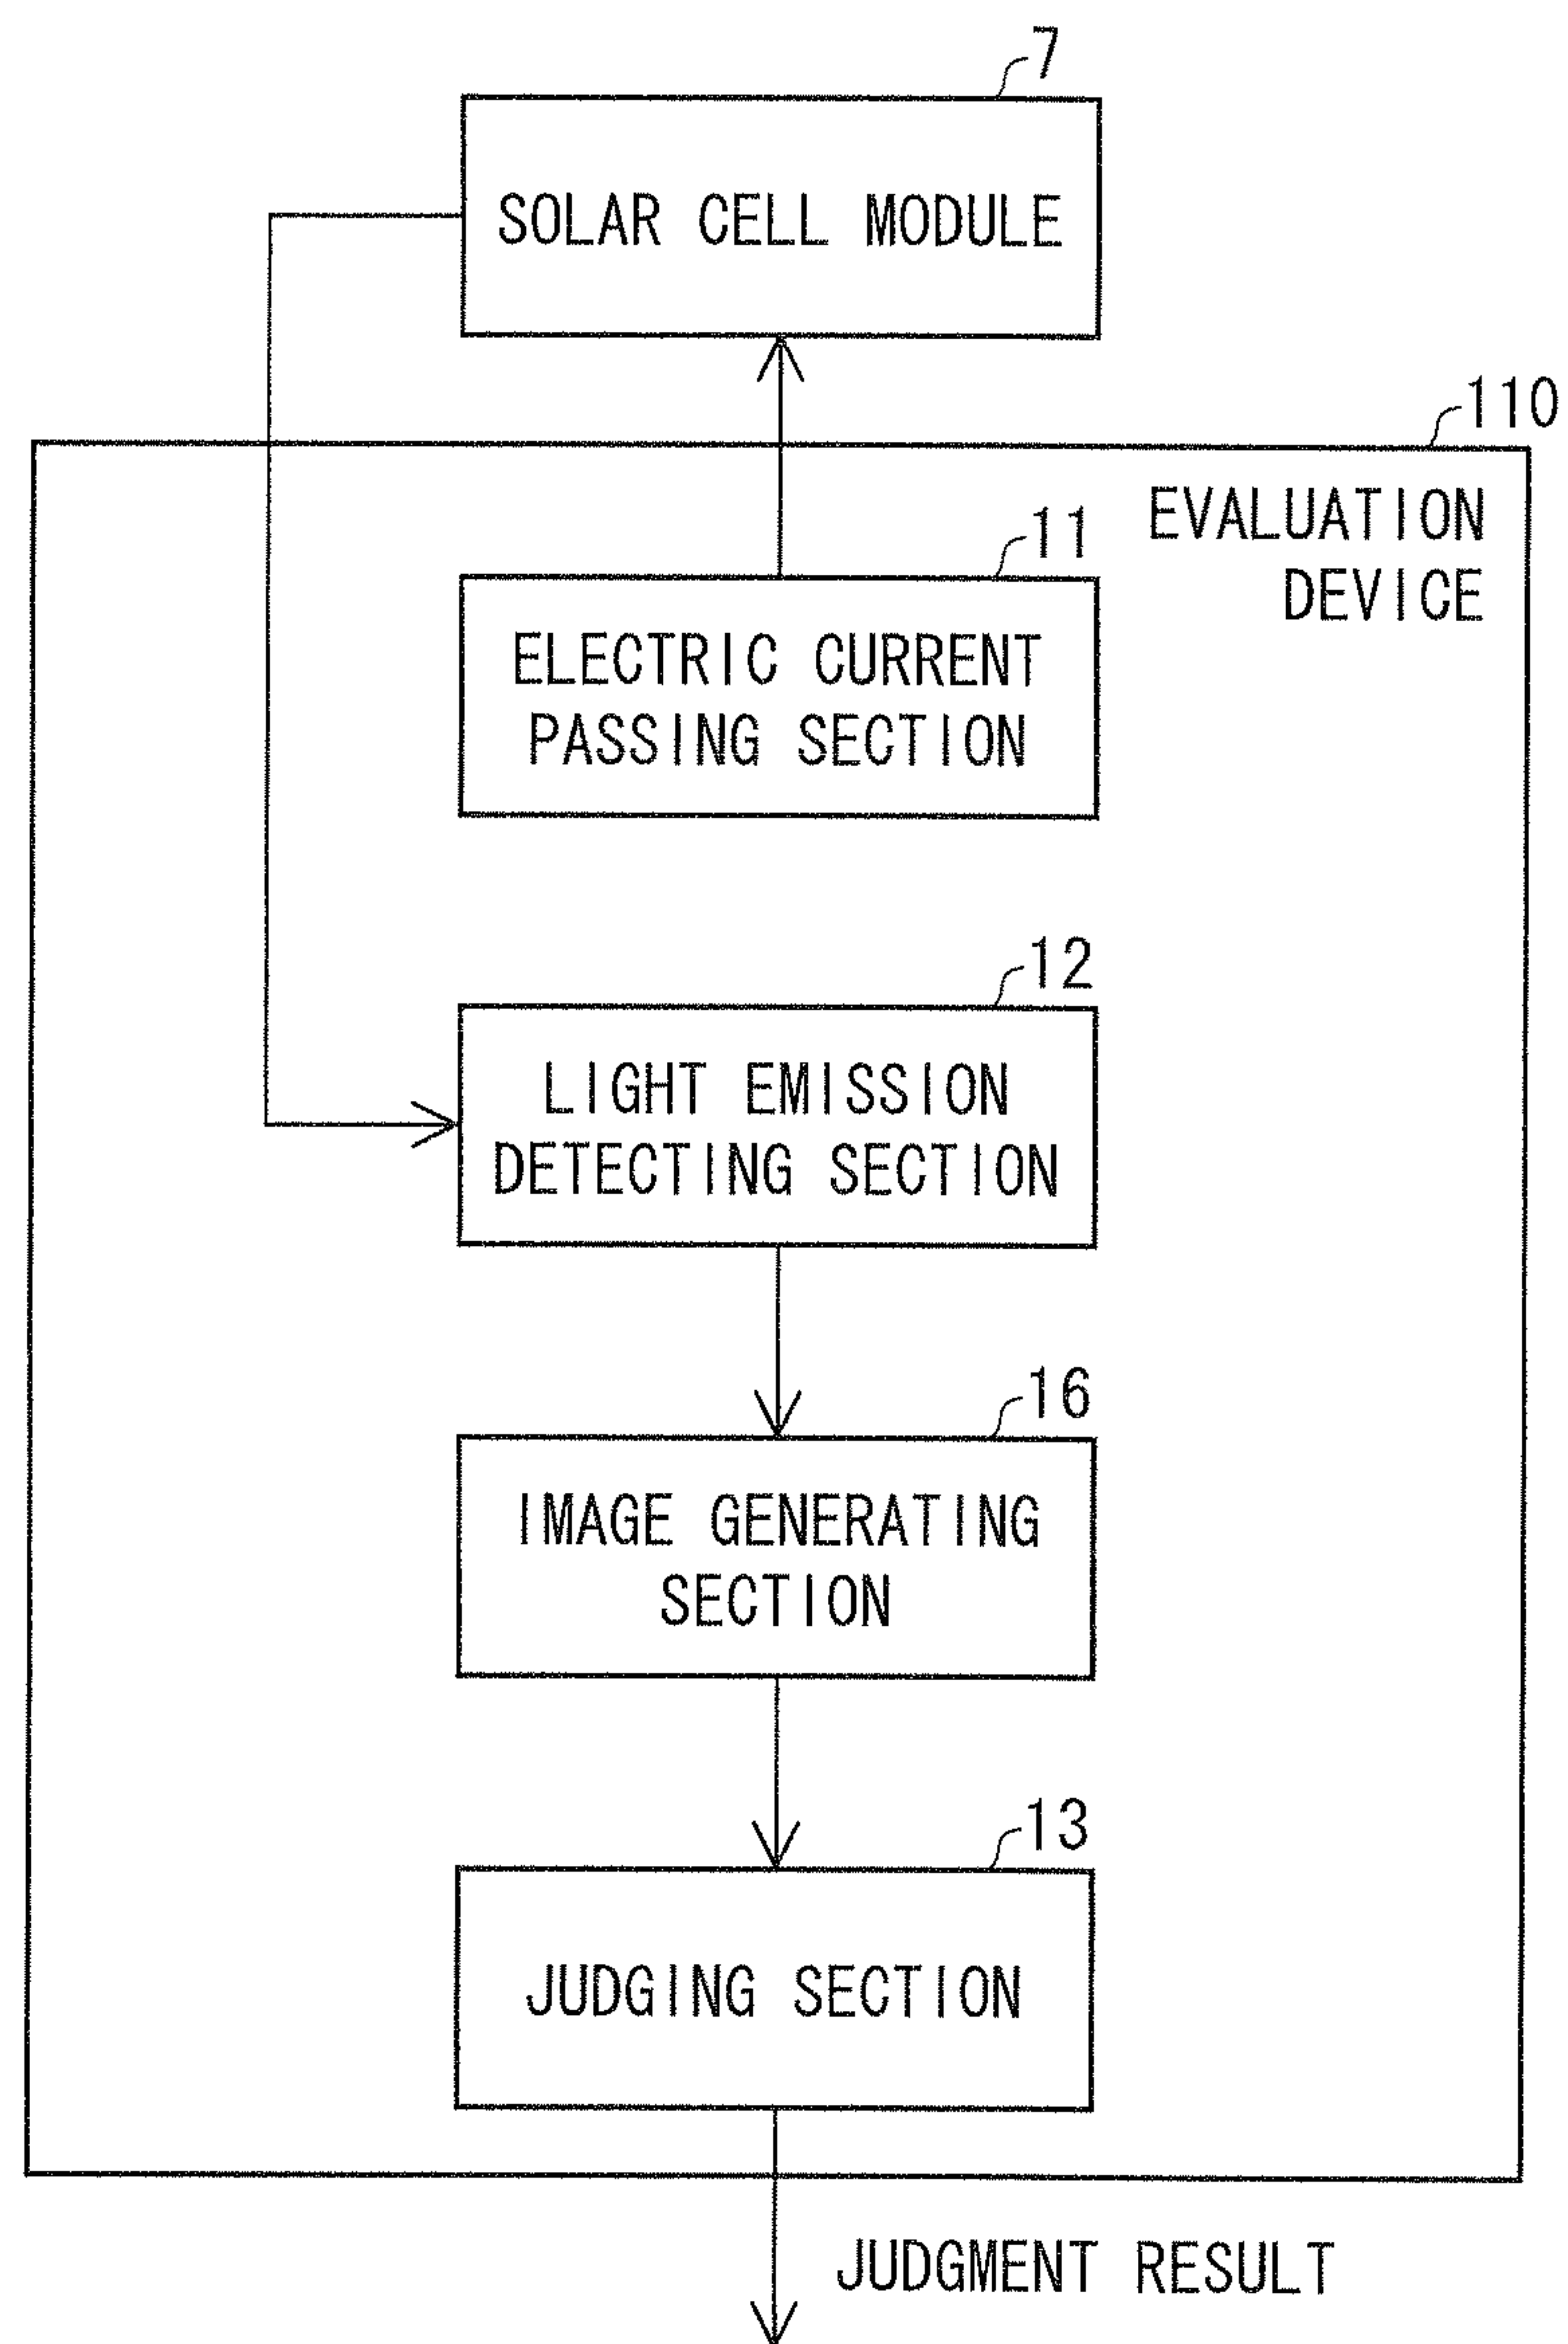 7
SOLAR CELL MODULE
110
EVALUATION
DEVICE
11
ELECTRIC CURRENT
PASSING SECTION
12
LIGHT EMISSION
DETECTING SECTION
16
IMAGE GENERATING
SECTION
13
JUDGING SECTION
JUDGMENT RESULT